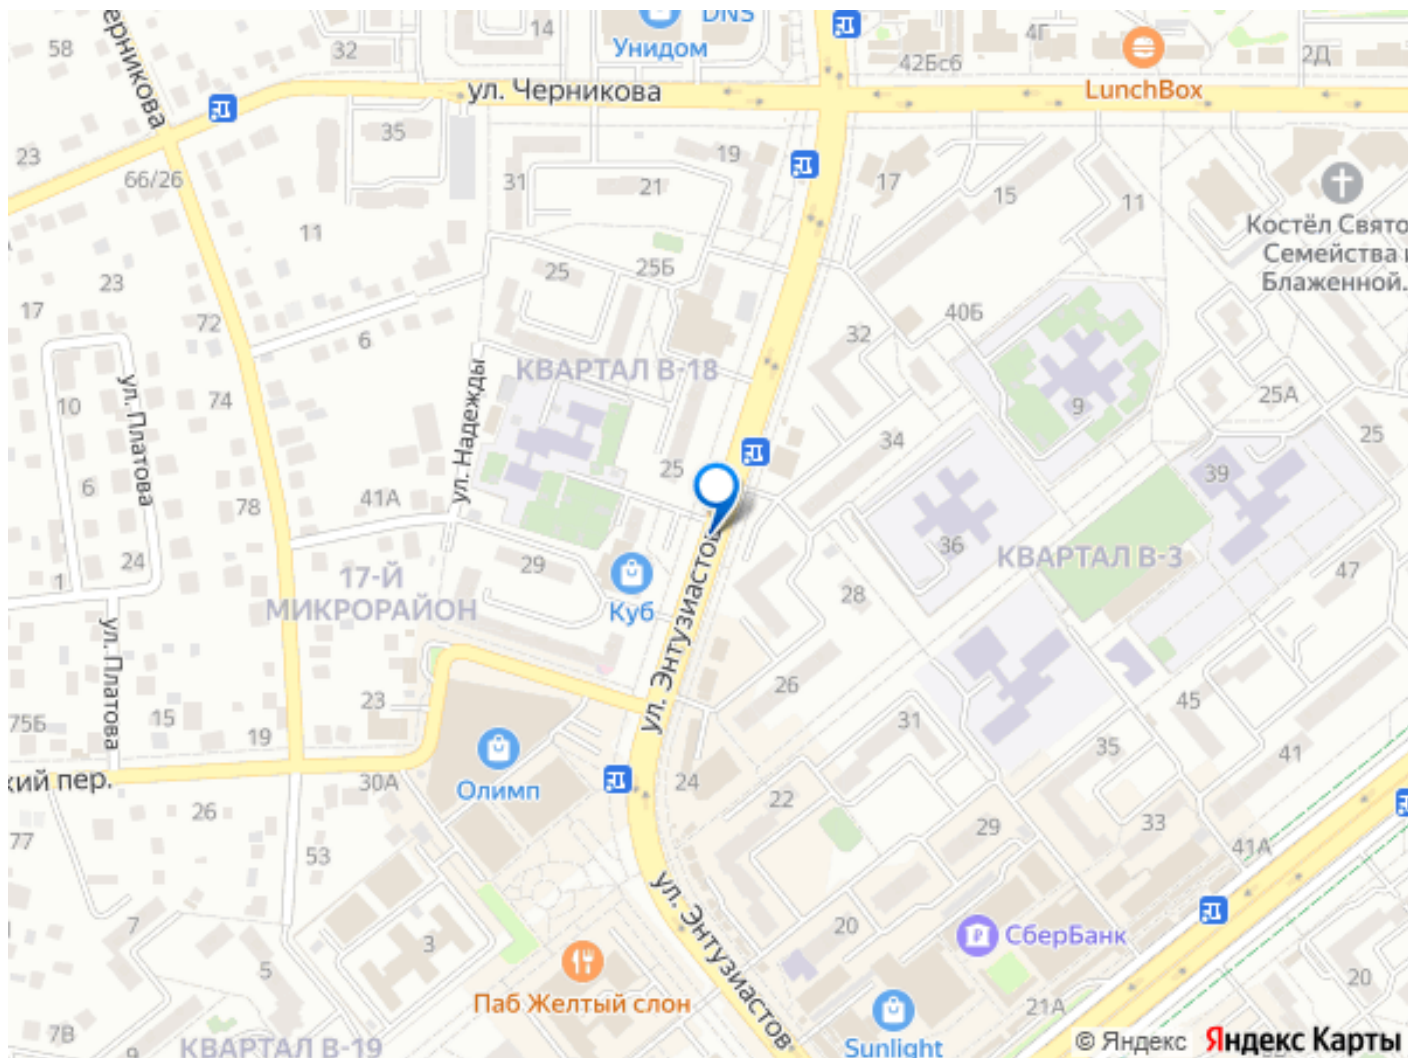 DNS
Унидом
58
ерникова
32
14
42Бс6
4Г
2Д
LunchBox
ул. Черникова
35
23
66/26
31
21
19
17
15
11
Костёл Свято
Семейства и
Блаженной.
11
23
17
25
25Б
72
6
32
40Б
КВАРТАЛ В-18
ул. Надежды
ул. Платова
10
74
9
25А
25
34
25
39
6
41А
78
36
КВАРТАЛ В-3
24
1
17-Й
МИКРОРАЙОН
29
Куб
28
47
ул. Энтузиастов
ул. Платова
75Б
15
19
23
26
31
45
35
41
кий пер.
30А
Олимп
24
22
26
77
53
29
33
41А
ул. Энтузиастов
7
3
5
20
СберБанк
Паб Желтый слон
20
21А
7В
9
КВАРТАЛ В-19
Sunlight
© Яндекс Яндекс Карты